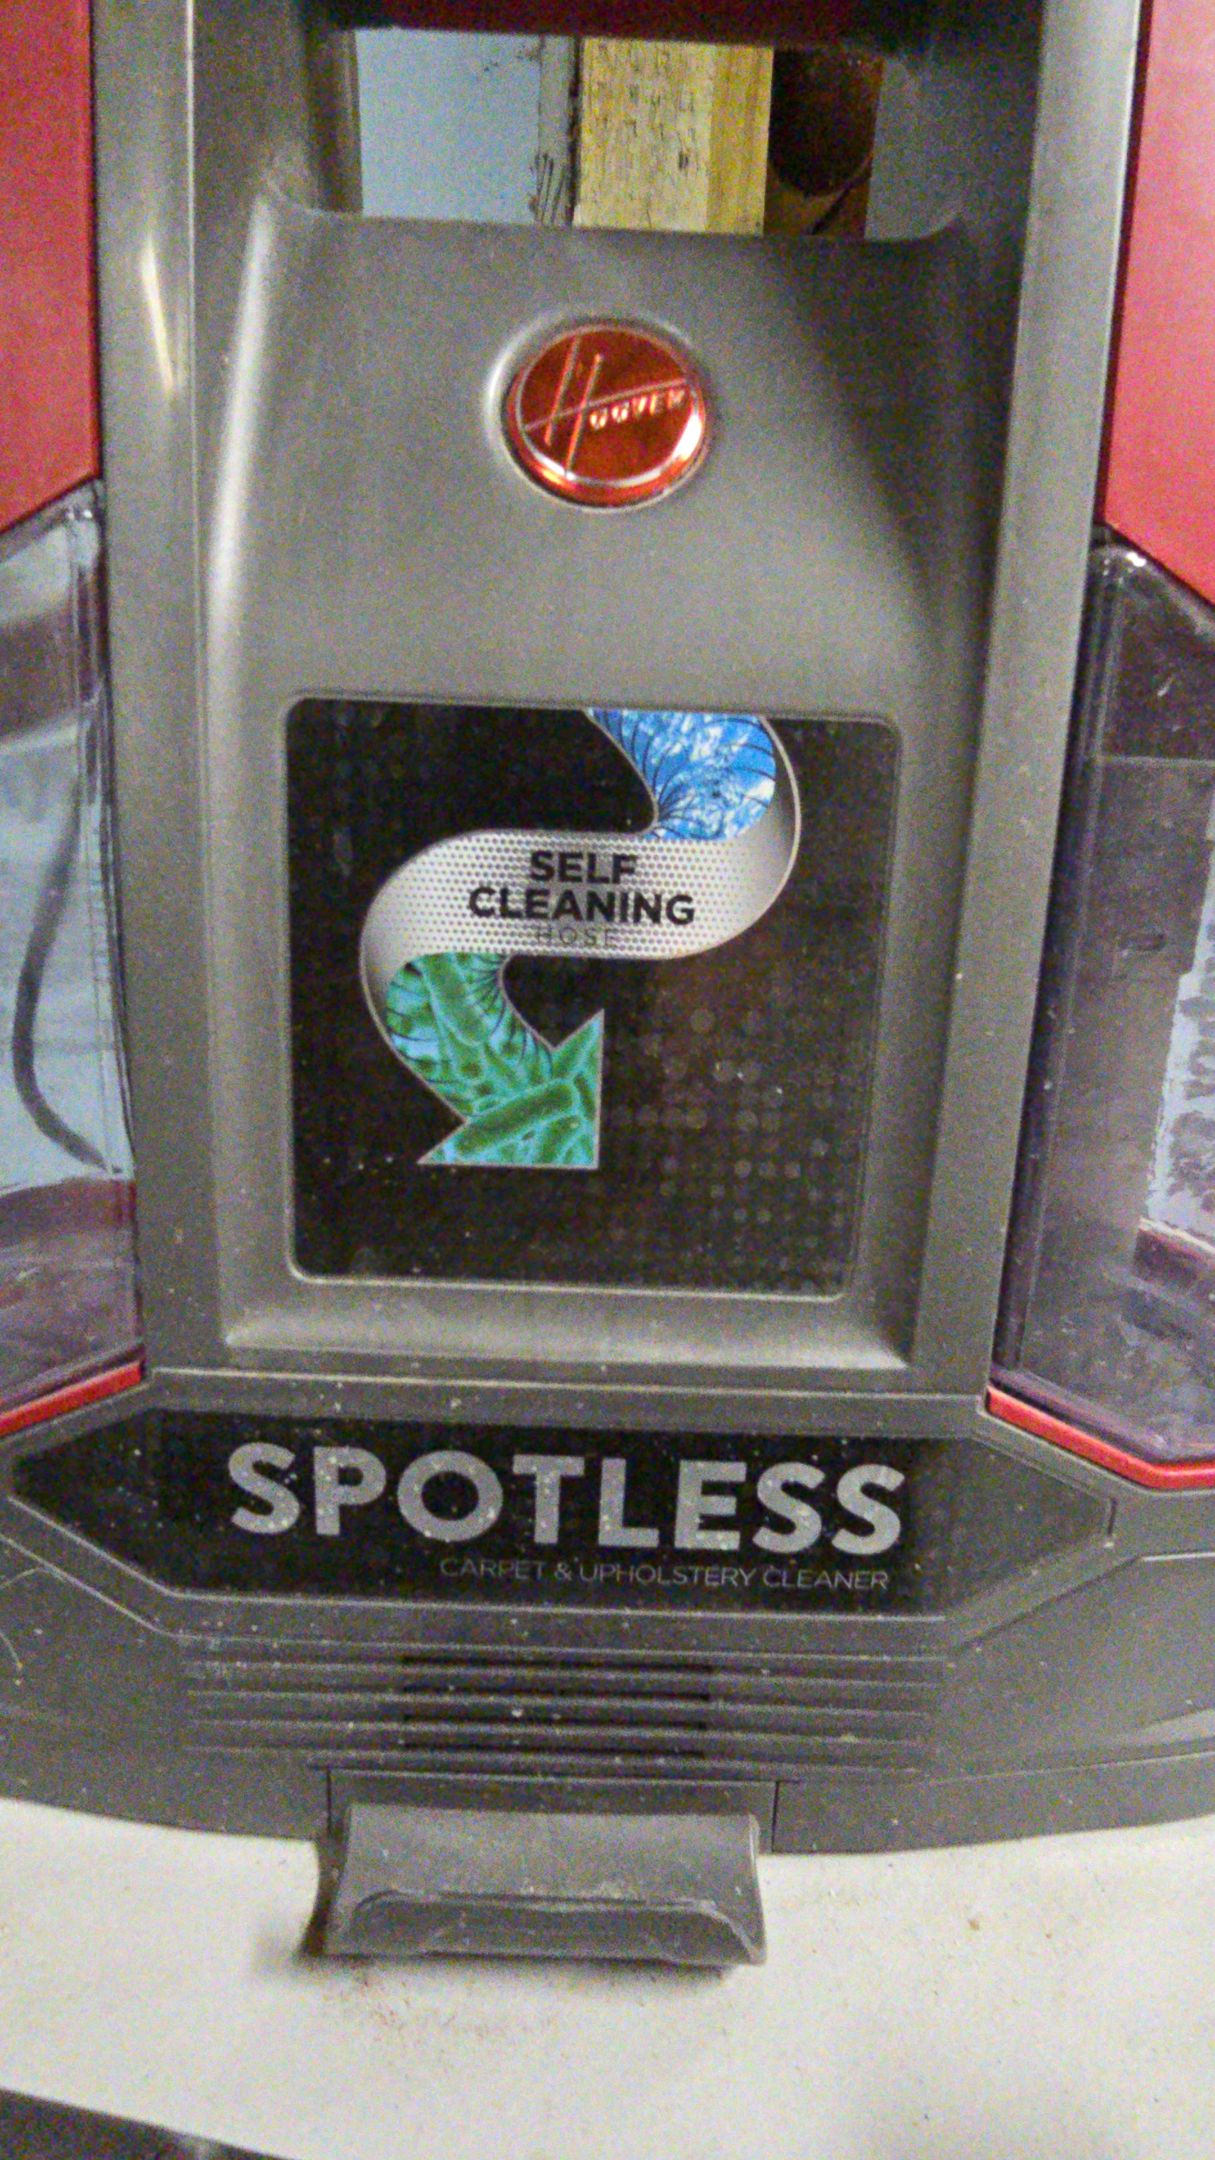 HOOVER
SELF
CLEANING
HOSE
SPOTLESS
CARPET & UPHOLSTERY CLEANER